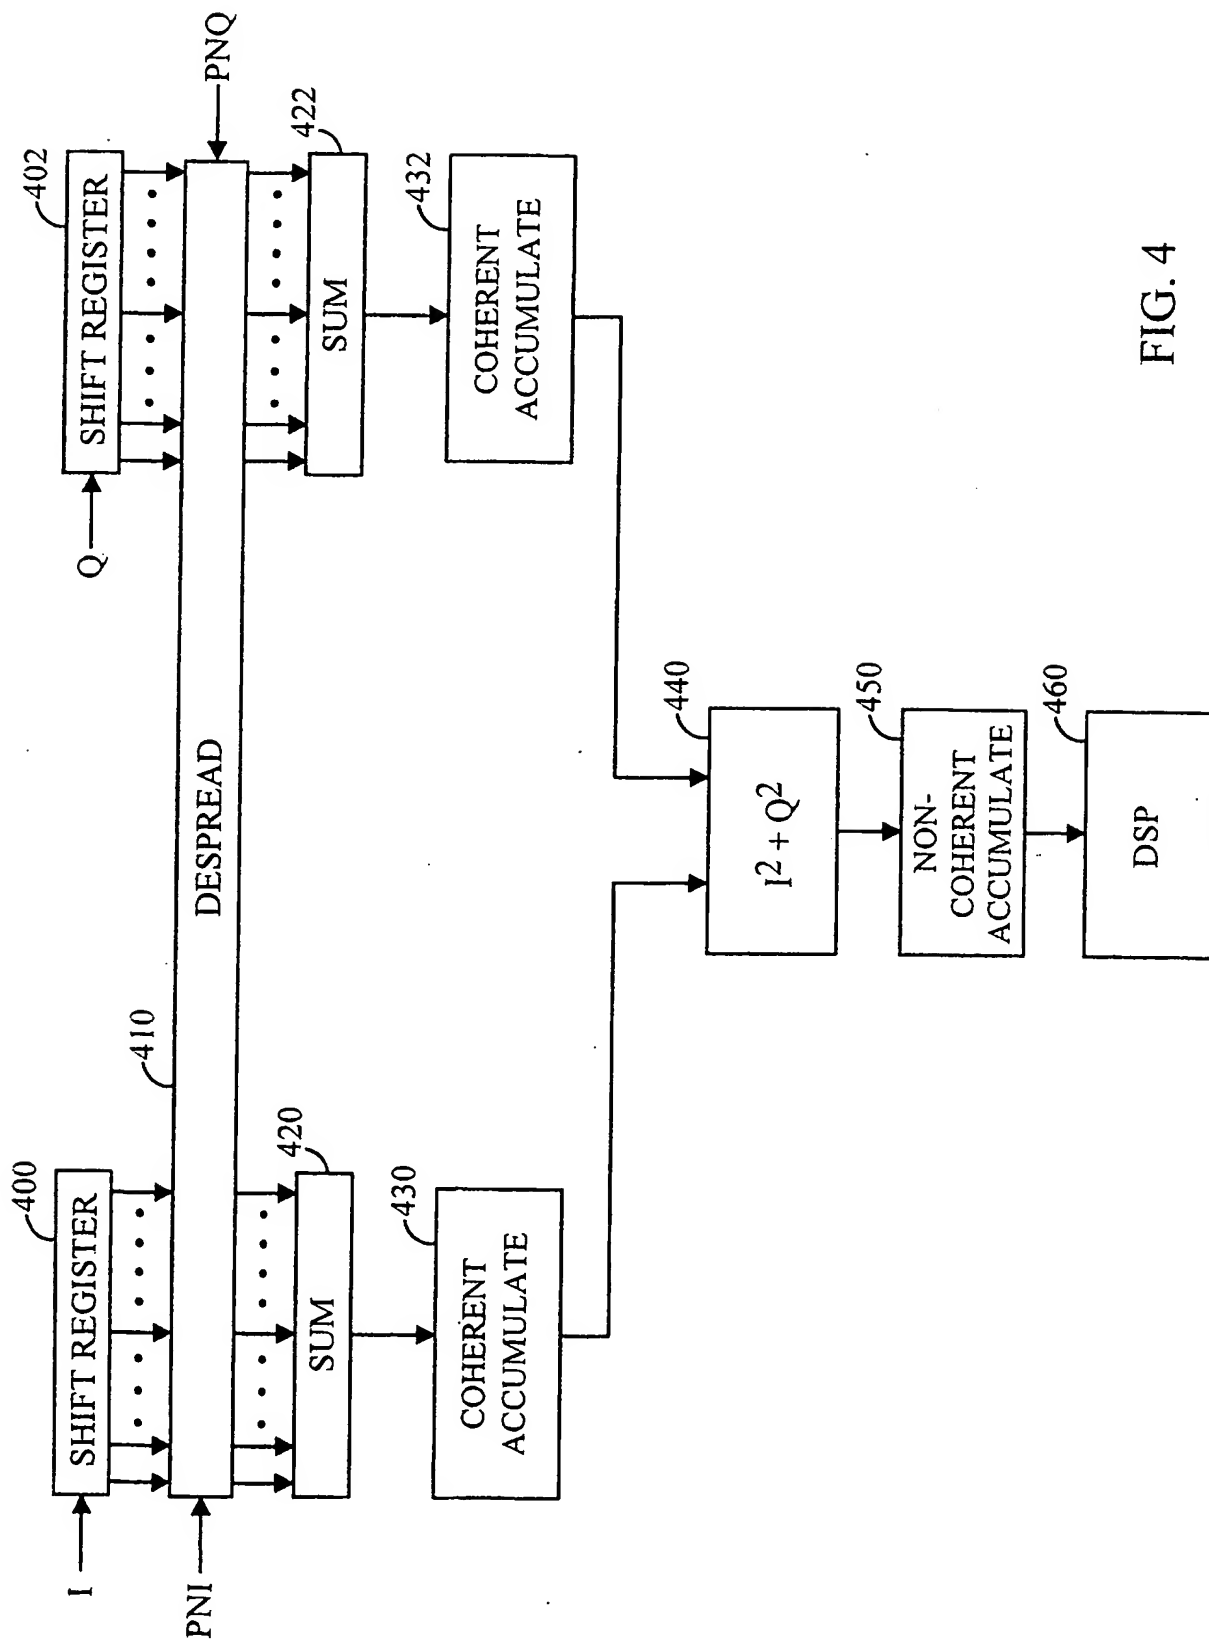 400
402
I
SHIFT REGISTER
Q
SHIFT REGISTER
410
PNI
DESPREAD
PNQ
420
422
SUM
SUM
430
432
COHERENT
ACCUMULATE
COHERENT
ACCUMULATE
440
I² + Q²
450
NON-
COHERENT
ACCUMULATE
460
DSP
FIG. 4